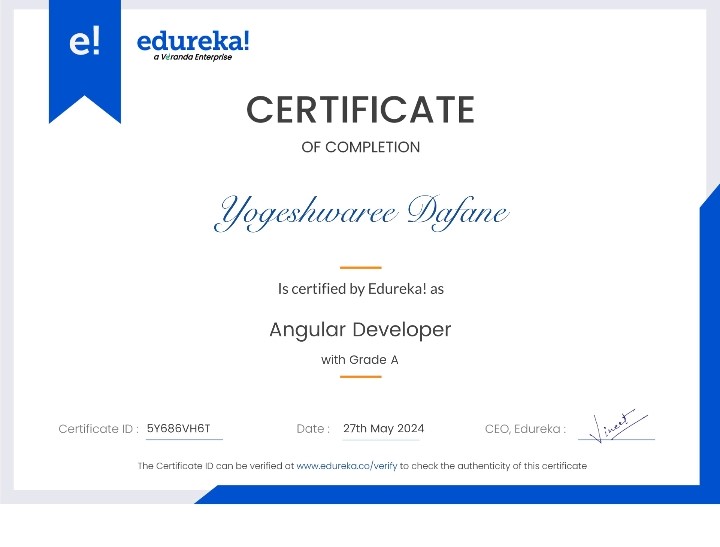 e!
edureka!
a Veranda Enterprise
CERTIFICATE
OF COMPLETION
Yogeshwaree Dafane
Is certified by Edureka! as
Angular Developer
with Grade A
Certificate ID : 5Y686VH6T Date : 27th May 2024 CEO, Edureka : Vineet
The Certificate ID can be verified at www.edureka.co/verify to check the authenticity of this certificate